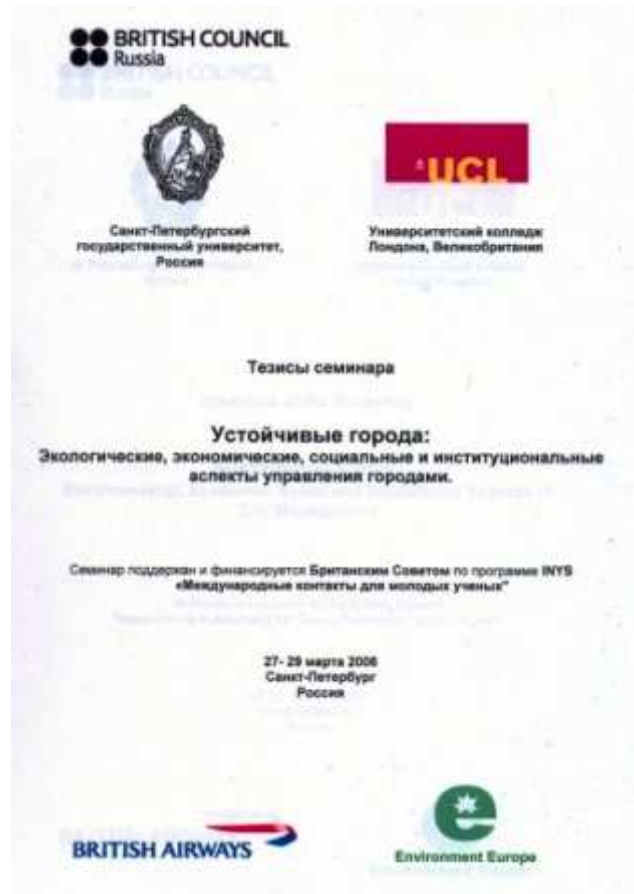 BRITISH COUNCIL
Russia
UCL
Санкт-Петербургский
государственный университет,
Россия
Университетский колледж
Лондона, Великобритания
Тезисы семинара
Устойчивые города:
Экологические, экономические, социальные и институциональные
аспекты управления городами.
Семинар поддержан и финансируется Британским Советом по программе INYS
«Международные контакты для молодых ученых"
27- 29 марта 2006
Санкт-Петербург
Россия
BRITISH AIRWAYS
Environment Europe